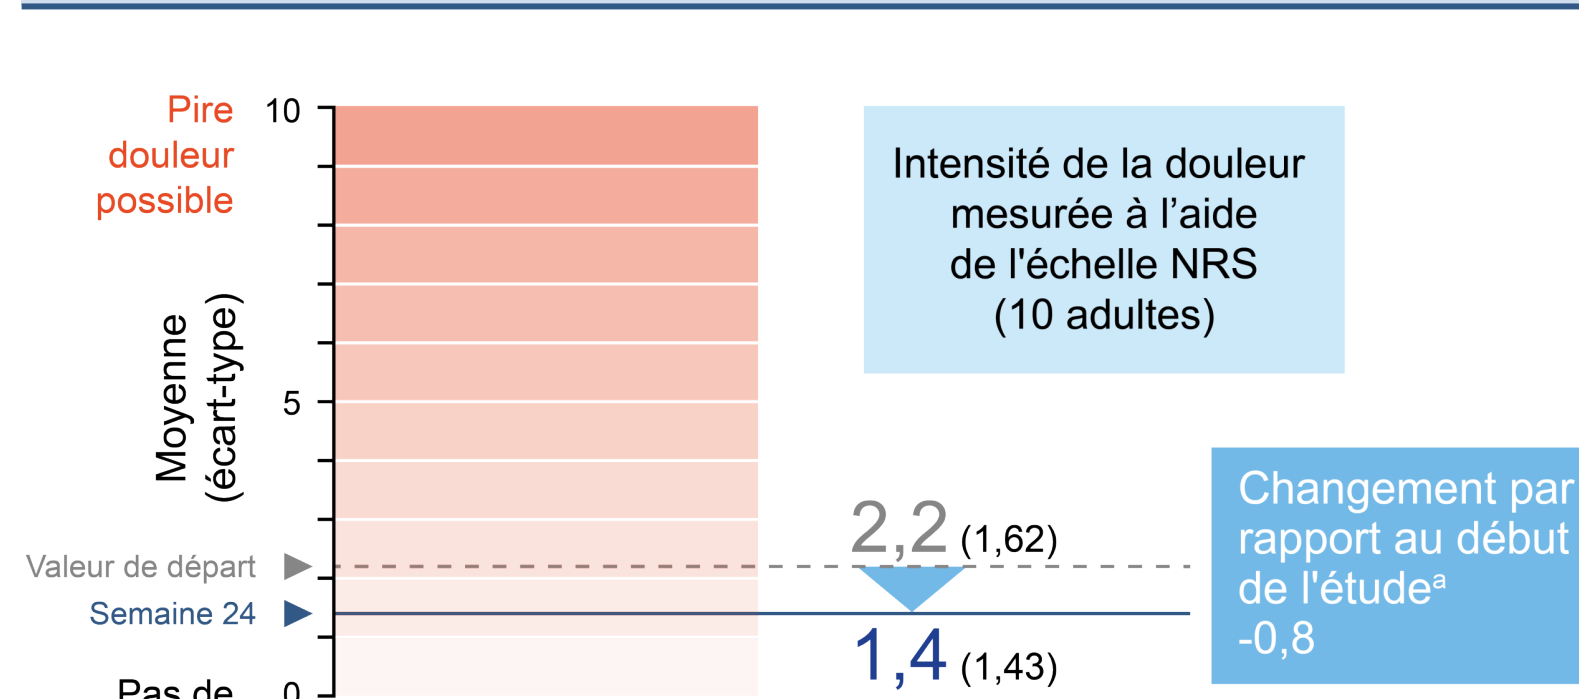 Pire
douleur
possible
10
5
0
Moyenne
(écart-type)
Valeur de départ
Semaine 24
Pas de
Intensité de la douleur
mesurée à l’aide
de l'échelle NRS
(10 adultes)
2,2 (1,62)
1,4 (1,43)
Changement par
rapport au début
de l'étudeᵃ
-0,8